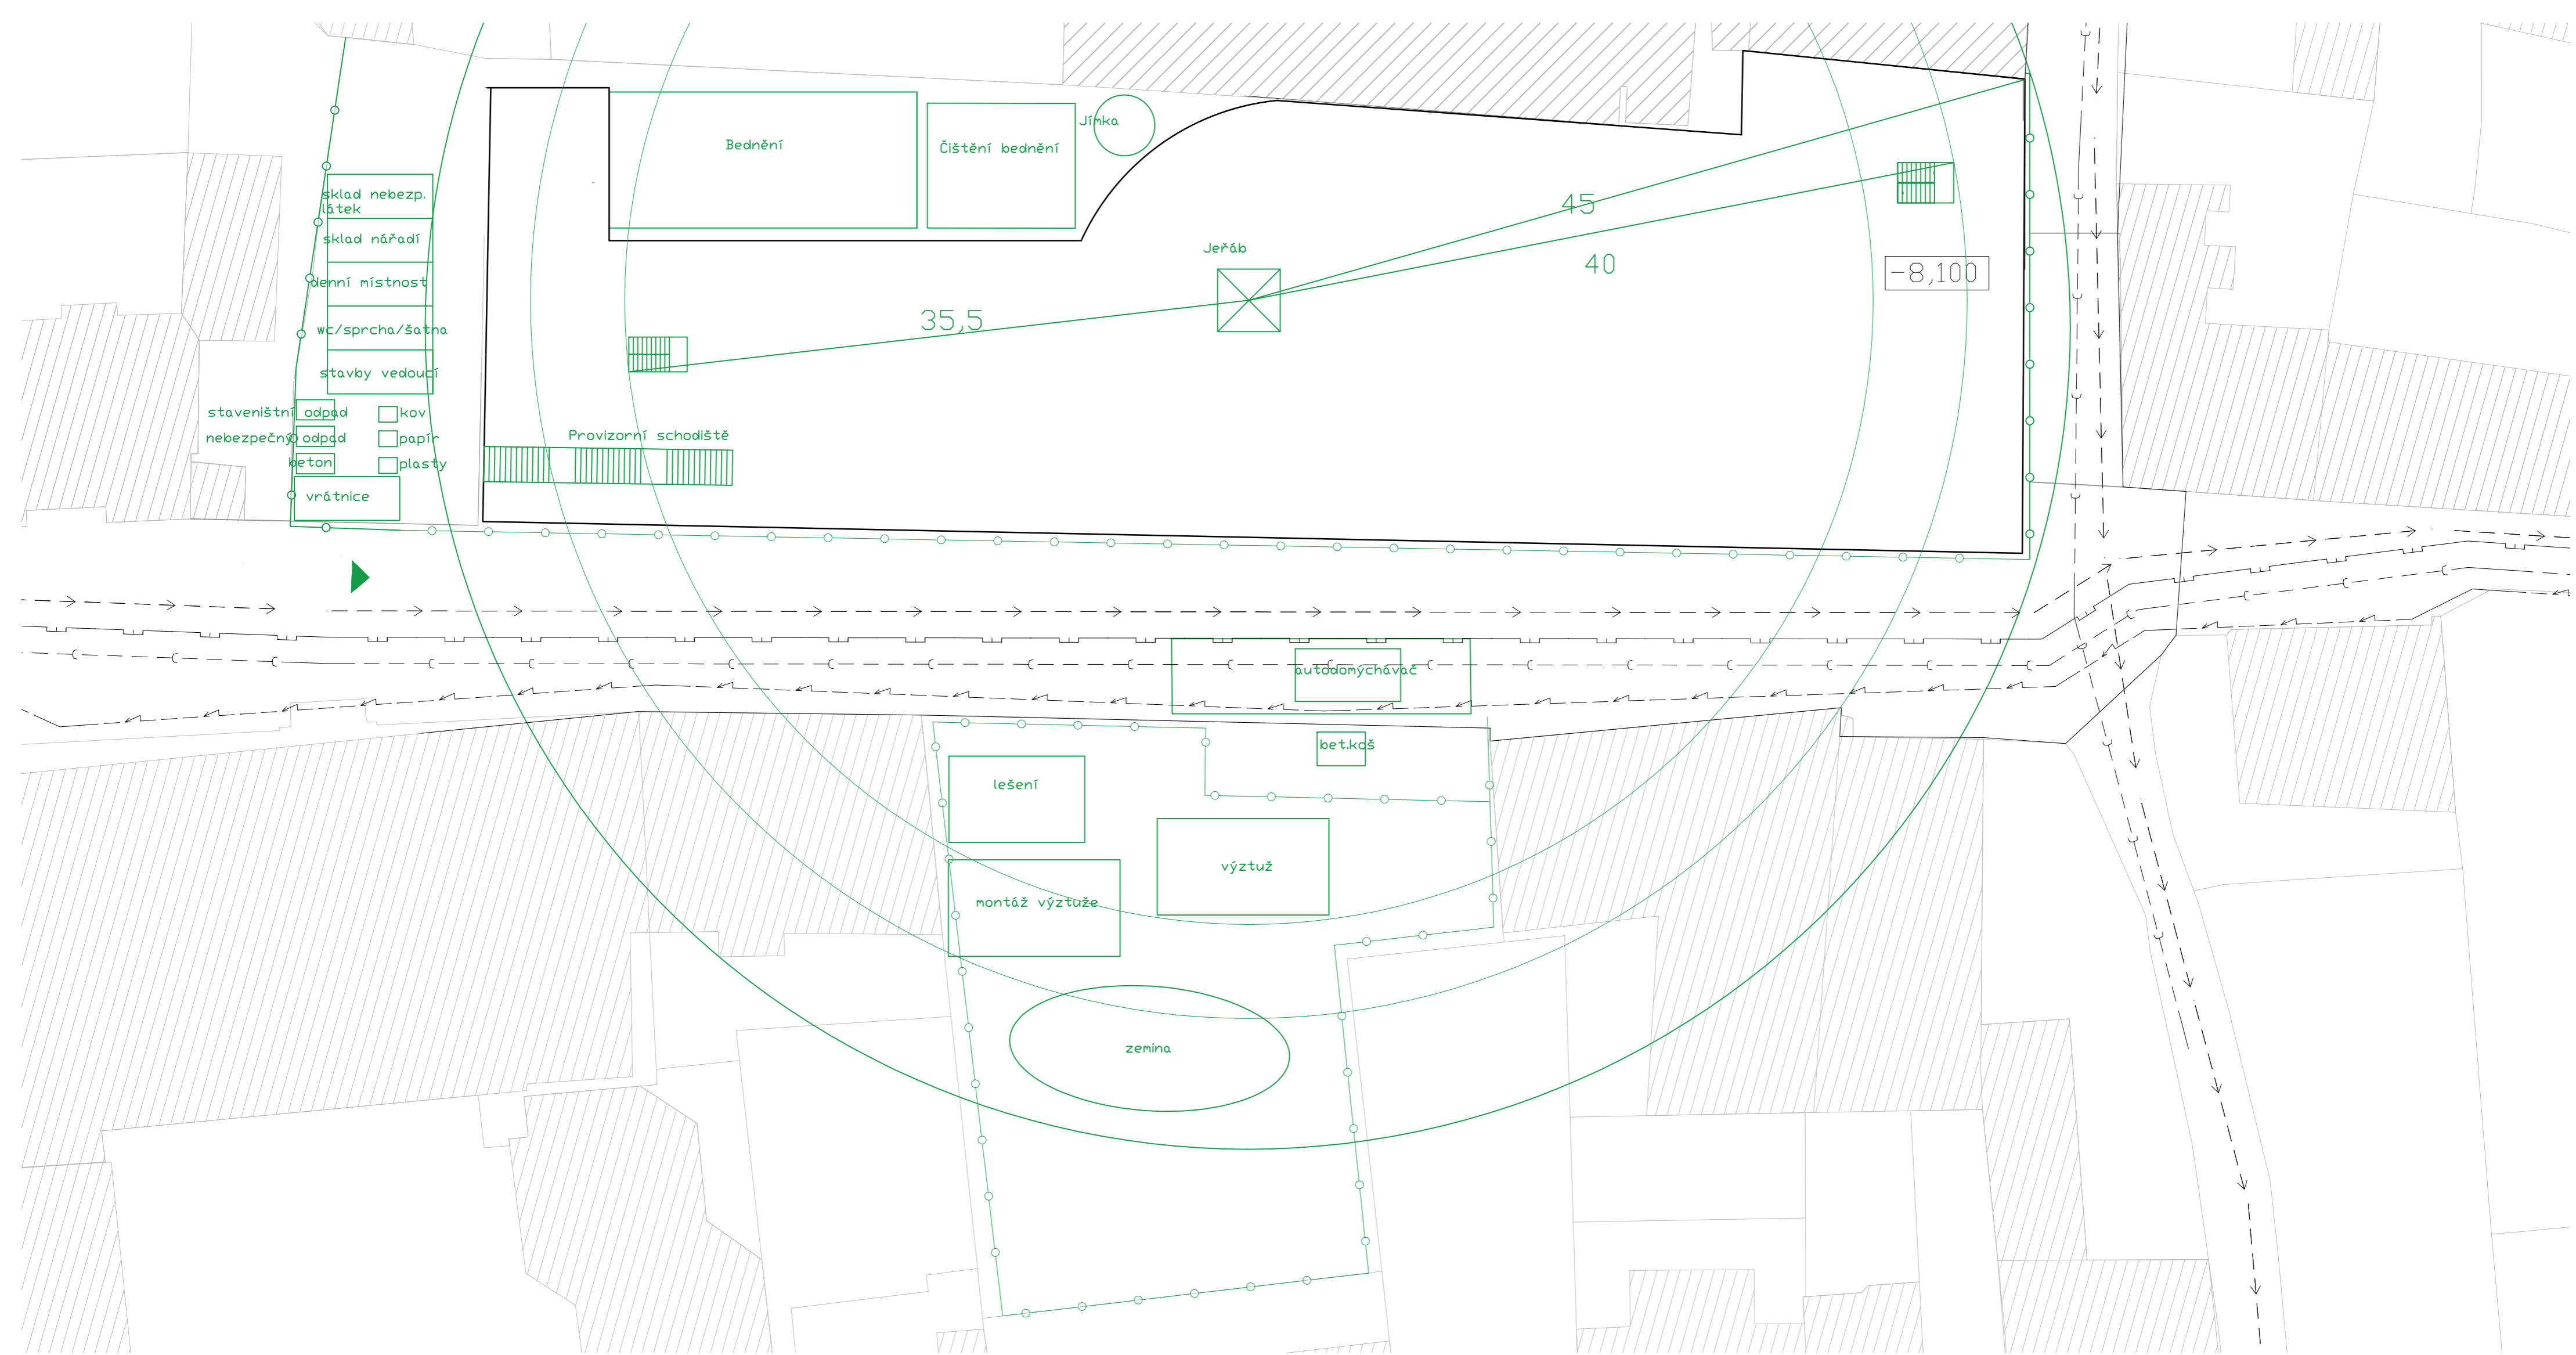 Jímka
Bednění
Čištění bednění
sklad nebezp.
látek
sklad nářadí
denní místnost
wc/sprcha/šatna
stavby vedoucí
45
Jeřáb
40
-8,100
35,5
staveništní odpad
kov
nebezpečný odpad
papír
beton
plasty
Provizorní schodiště
vrátnice
autodomýchávač
bet.koš
lešení
výztuž
montáž výztuže
zemina